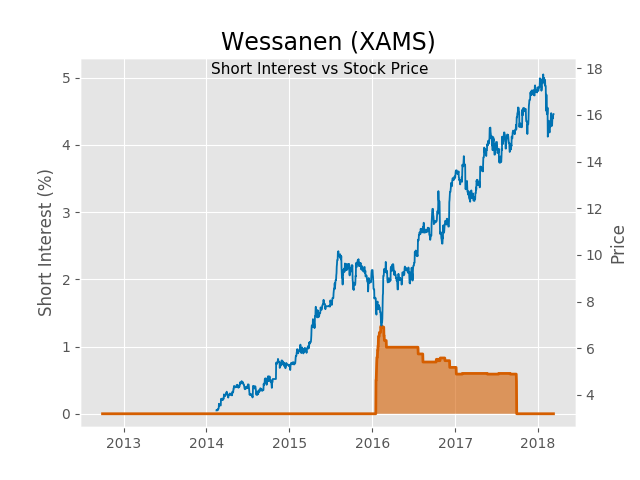 Wessanen (XAMS)
Short Interest vs Stock Price
Short Interest (%)
5
4
3
2
1
0
18
16
14
12
10
8
6
4
Price
2013 2014 2015 2016 2017 2018